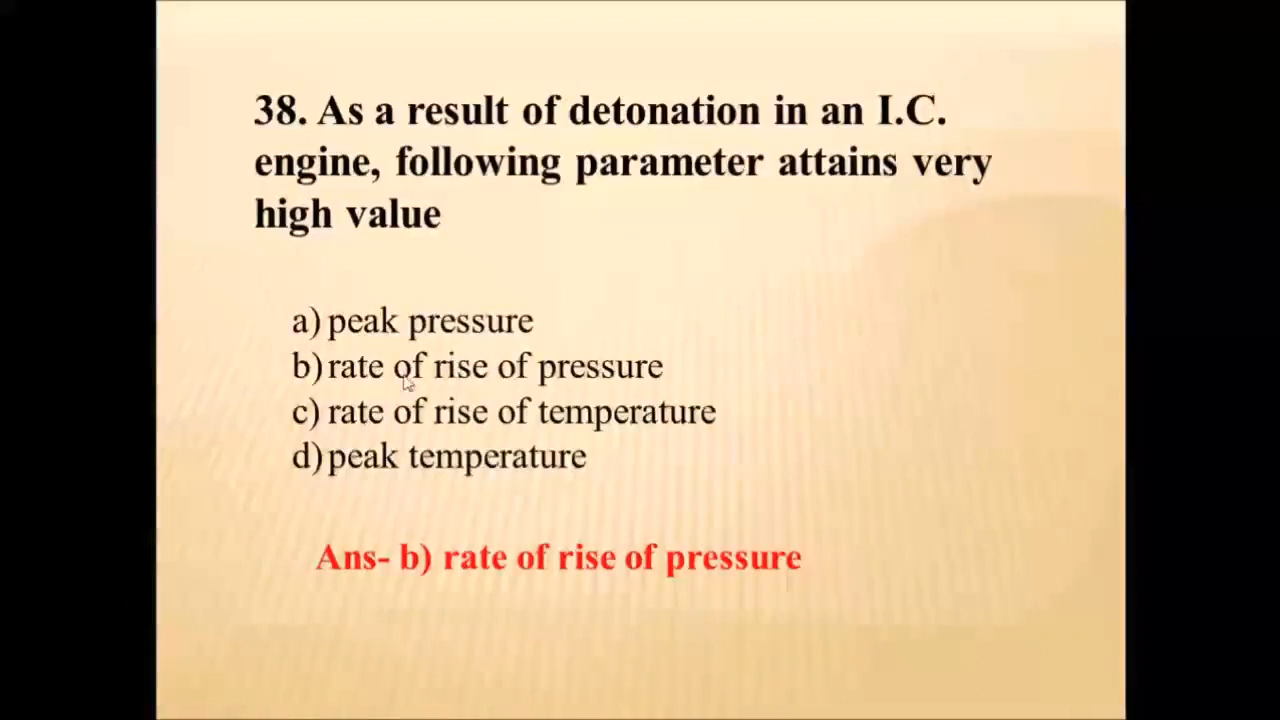 38. As a result of detonation in an I.C.
engine, following parameter attains very
high value
a) peak pressure
b) rate of rise of pressure
c) rate of rise of temperature
d) peak temperature
Ans- b) rate of rise of pressure